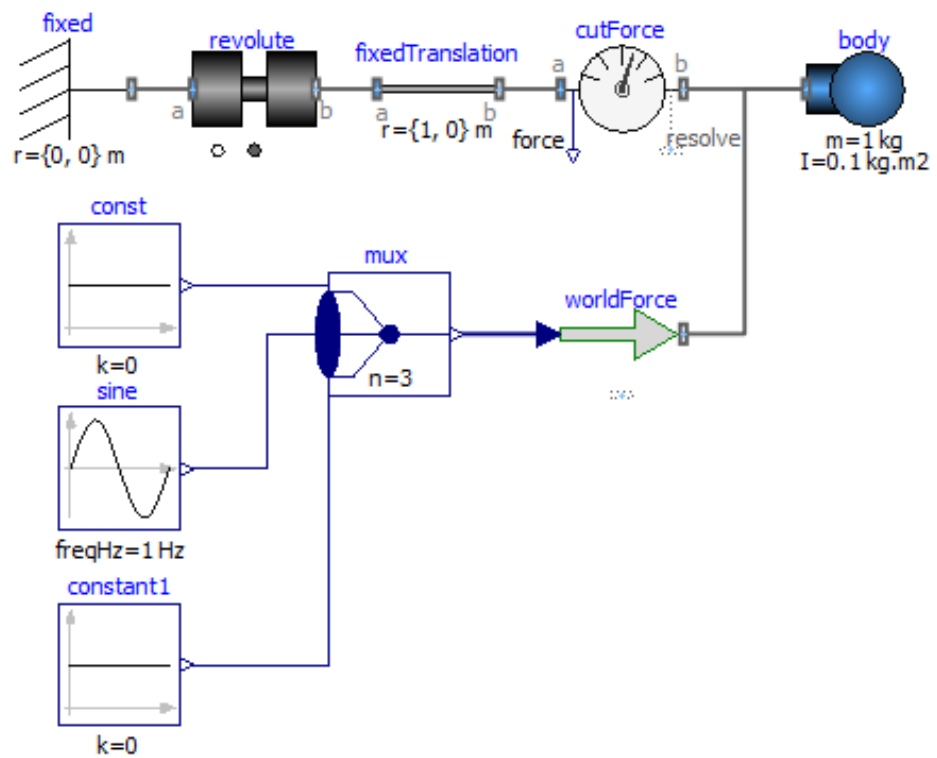 fixed
revolute
fixedTranslation
cutForce
body
a
b
a
b
a
b
r={0, 0} m
r={1, 0} m
force
resolve
m=1 kg
I=0.1 kg.m2
const
k=0
mux
n=3
worldForce
sine
freqHz=1 Hz
constant1
k=0